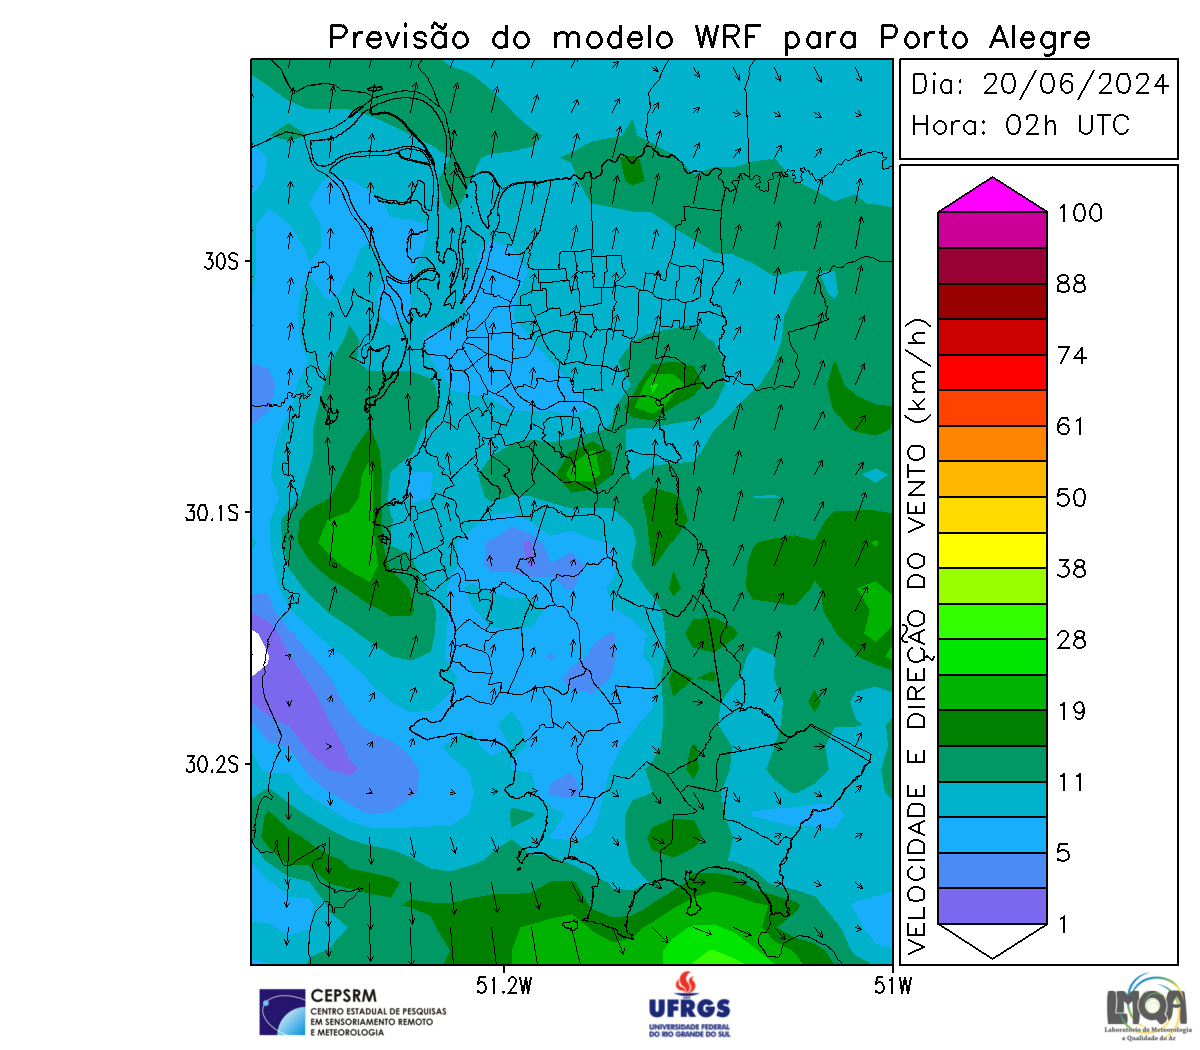 Previsão do modelo WRF para Porto Alegre
Dia: 20/06/2024
Hora: 02h UTC
30S
30.1S
30.2S
51.2W
51W
VELOCIDADE E DIREÇÃO DO VENTO (km/h)
100
88
74
61
50
38
28
19
11
5
1
CEPSRM
CENTRO ESTADUAL DE PESQUISAS
EM SENSORIAMENTO REMOTO
E METEOROLOGIA
UFRGS
UNIVERSIDADE FEDERAL
DO RIO GRANDE DO SUL
LMQA
Laboratório de Meteorologia
e Qualidade do Ar